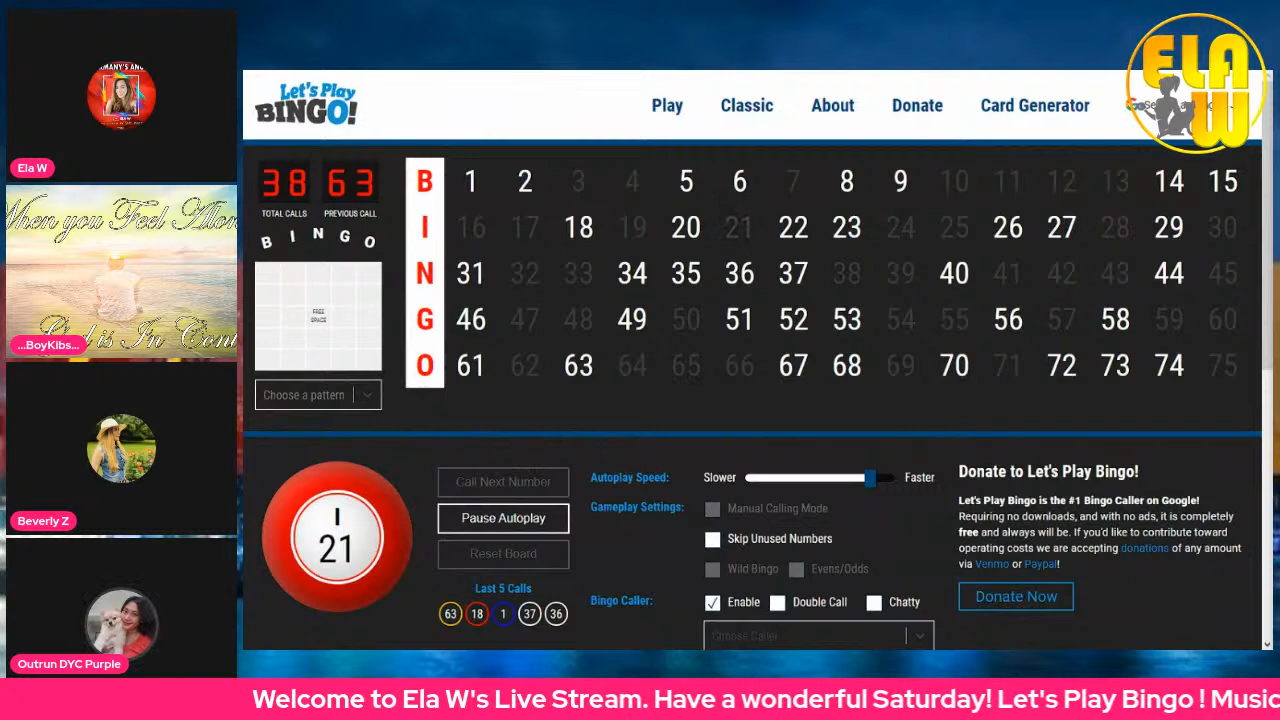 Ela W
When you Feel Alon
God is In Cont
...BoyKIbs...
Beverly Z
Outrun DYC Purple
Let's Play
BINGO!
Play Classic About Donate Card Generator
ELA
W
38 63
TOTAL CALLS PREVIOUS CALL
B I N G O
FREE
SPACE
Choose a pattern
B 1 2 3 4 5 6 7 8 9 10 11 12 13 14 15
I 16 17 18 19 20 21 22 23 24 25 26 27 28 29 30
N 31 32 33 34 35 36 37 38 39 40 41 42 43 44 45
G 46 47 48 49 50 51 52 53 54 55 56 57 58 59 60
O 61 62 63 64 65 66 67 68 69 70 71 72 73 74 75
I
21
Call Next Number
Pause Autoplay
Reset Board
Last 5 Calls
63 18 1 37 36
Autoplay Speed: Slower Faster
Gameplay Settings: Manual Calling Mode
Skip Unused Numbers
Wild Bingo Evens/Odds
Bingo Caller: Enable Double Call Chatty
Choose Caller
Donate to Let's Play Bingo!
Let's Play Bingo is the #1 Bingo Caller on Google!
Requiring no downloads, and with no ads, it is completely
free and always will be. If you'd like to contribute toward
operating costs we are accepting donations of any amount
via Venmo or Paypal!
Donate Now
Welcome to Ela W's Live Stream. Have a wonderful Saturday! Let's Play Bingo ! Music